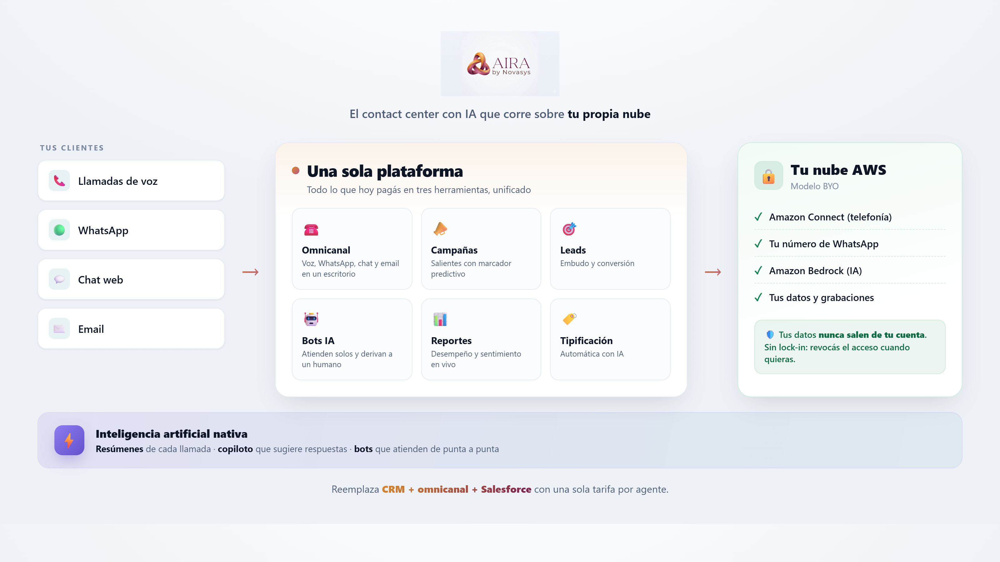 AIRA
by Novasys
El contact center con IA que corre sobre tu propia nube
TUS CLIENTES
Llamadas de voz
WhatsApp
Chat web
Email
→
Una sola plataforma
Todo lo que hoy pagás en tres herramientas, unificado
Omnicanal
Voz, WhatsApp, chat y email
en un escritorio
Campañas
Salientes con marcador
predictivo
Leads
Embudo y conversión
Bots IA
Atienden solos y derivan a
un humano
Reportes
Desempeño y sentimiento
en vivo
Tipificación
Automática con IA
→
Tu nube AWS
Modelo BYO
✓ Amazon Connect (telefonía)
✓ Tu número de WhatsApp
✓ Amazon Bedrock (IA)
✓ Tus datos y grabaciones
Tus datos nunca salen de tu cuenta.
Sin lock-in: revocás el acceso cuando
quieras.
Inteligencia artificial nativa
Resúmenes de cada llamada · copiloto que sugiere respuestas · bots que atienden de punta a punta
Reemplaza CRM + omnicanal + Salesforce con una sola tarifa por agente.